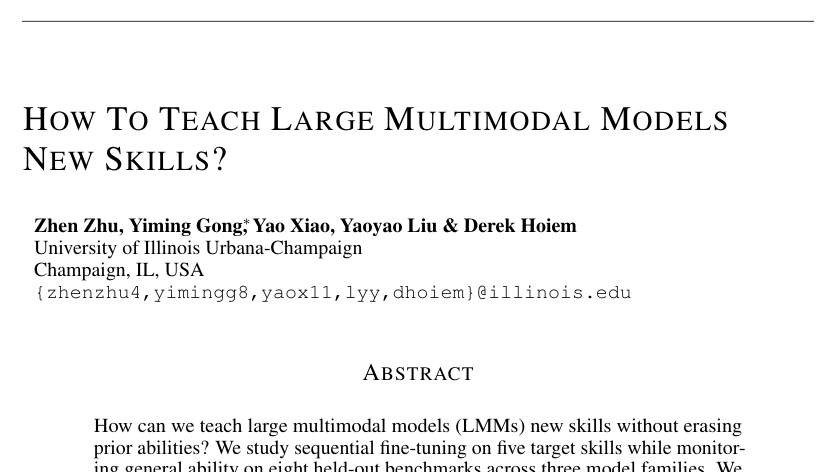 HOW TO TEACH LARGE MULTIMODAL MODELS
NEW SKILLS?
Zhen Zhu, Yiming Gong,* Yao Xiao, Yaoyao Liu & Derek Hoiem
University of Illinois Urbana-Champaign
Champaign, IL, USA
{zhenzhu4,yimingg8,yaox11,lyy,dhoiem}@illinois.edu
ABSTRACT
How can we teach large multimodal models (LMMs) new skills without erasing
prior abilities? We study sequential fine-tuning on five target skills while monitor-
ing general ability on eight held-out benchmarks across three model families. We